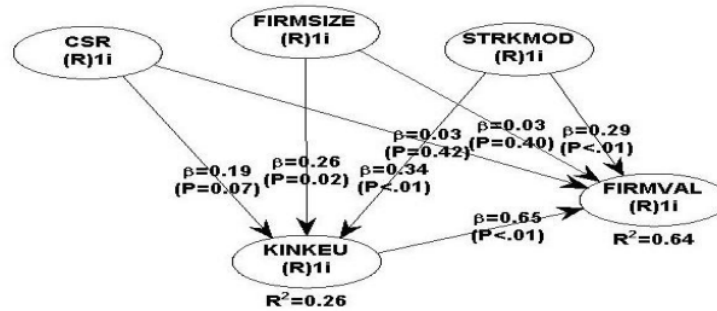 FIRMSIZE
(R)1i
CSR
(R)1i
STRKMOD
(R)1i
β=0.03
(P=0.42)
β=0.03
(P=0.40)
β=0.29
(P<.01)
β=0.19
(P=0.07)
β=0.26
(P=0.02)
β=0.34
(P<.01)
FIRMVAL
(R)1i
R²=0.64
β=0.65
(P<.01)
KINKEU
(R)1i
R²=0.26